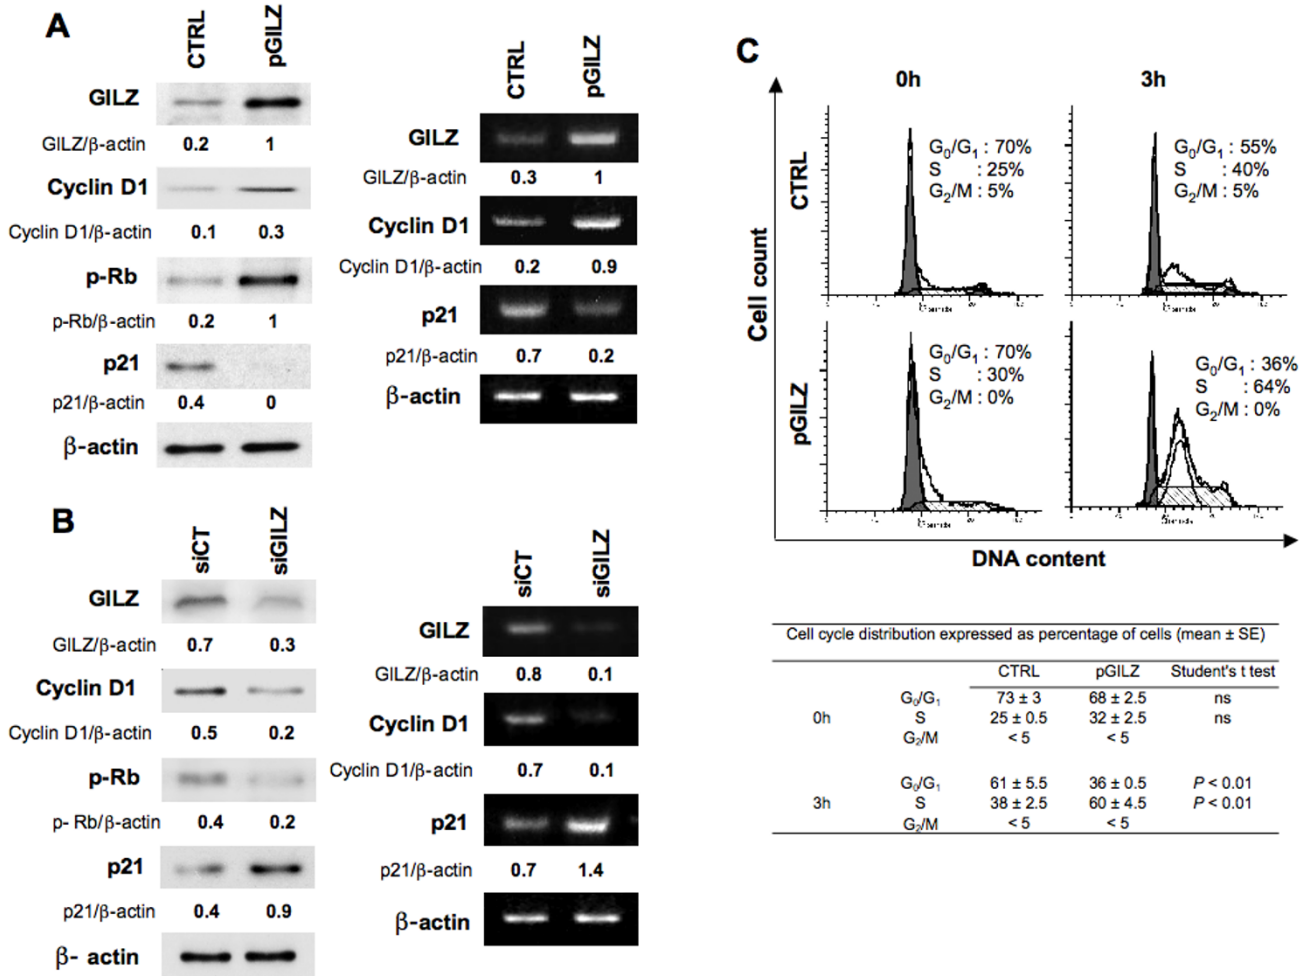 A
CTRL pGILZ
GILZ
GILZ/β-actin 0.2 1
Cyclin D1
Cyclin D1/β-actin 0.1 0.3
p-Rb
p-Rb/β-actin 0.2 1
p21
p21/β-actin 0.4 0
β-actin
CTRL pGILZ
GILZ
GILZ/β-actin 0.3 1
Cyclin D1
Cyclin D1/β-actin 0.2 0.9
p21
p21/β-actin 0.7 0.2
β-actin
B
siCT siGILZ
GILZ
GILZ/β-actin 0.7 0.3
Cyclin D1
Cyclin D1/β-actin 0.5 0.2
p-Rb
p- Rb/β-actin 0.4 0.2
p21
p21/β-actin 0.4 0.9
β- actin
siCT siGILZ
GILZ
GILZ/β-actin 0.8 0.1
Cyclin D1
Cyclin D1/β-actin 0.7 0.1
p21
p21/β-actin 0.7 1.4
β-actin
C
0h 3h
Cell count
CTRL
G0/G1 : 70%
S : 25%
G2/M : 5%
G0/G1 : 55%
S : 40%
G2/M : 5%
pGILZ
G0/G1 : 70%
S : 30%
G2/M : 0%
G0/G1 : 36%
S : 64%
G2/M : 0%
DNA content
Cell cycle distribution expressed as percentage of cells (mean ± SE)
CTRL pGILZ Student's t test
G0/G1 73 ± 3 68 ± 2.5 ns
0h S 25 ± 0.5 32 ± 2.5 ns
G2/M < 5 < 5
G0/G1 61 ± 5.5 36 ± 0.5 P < 0.01
3h S 38 ± 2.5 60 ± 4.5 P < 0.01
G2/M < 5 < 5